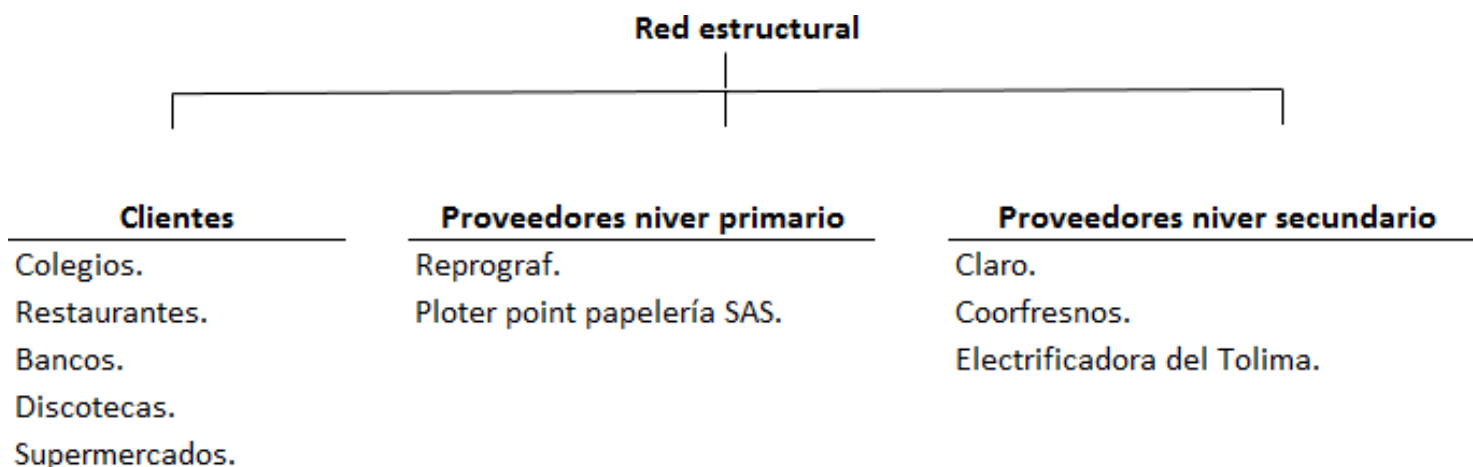 Red estructural
Clientes
Colegios.
Restaurantes.
Bancos.
Discotecas.
Supermercados.
Proveedores niver primario
Reprograf.
Ploter point papelería SAS.
Proveedores niver secundario
Claro.
Coorfresnos.
Electrificadora del Tolima.